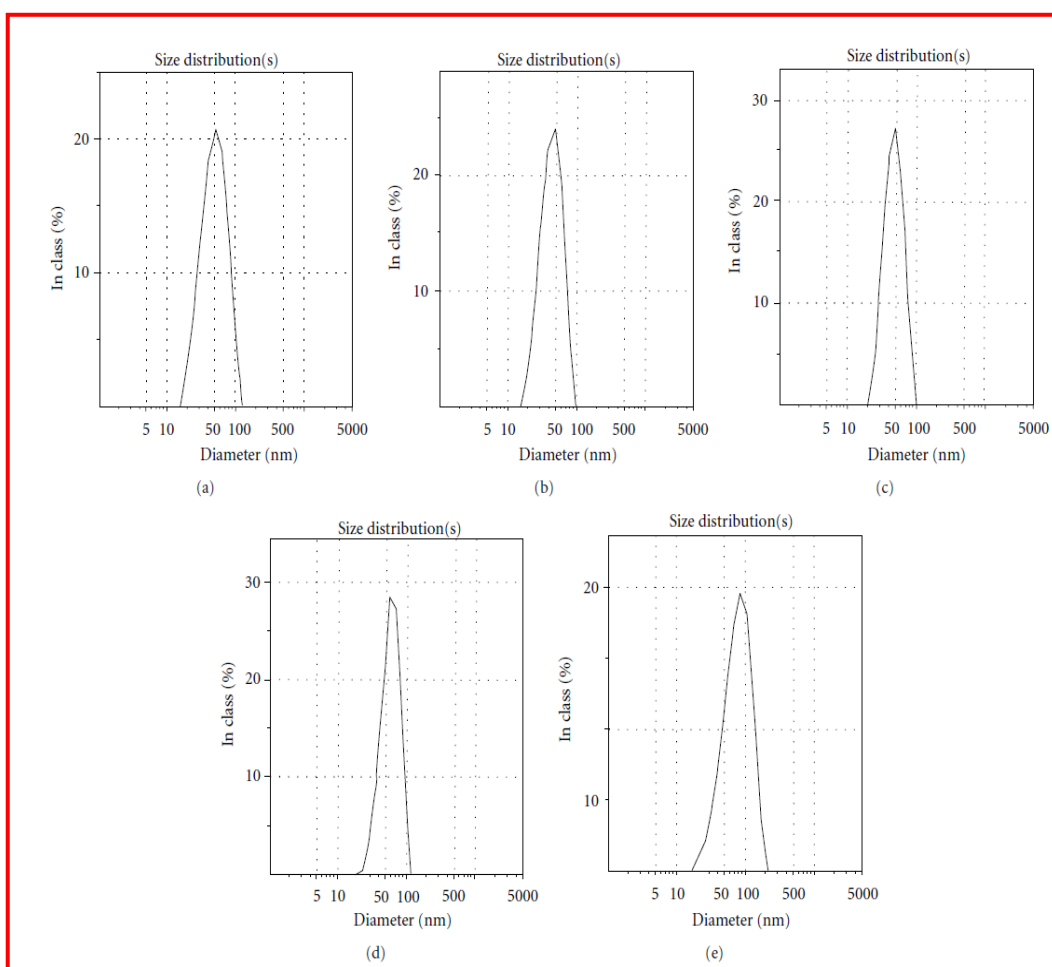 Size distribution(s)
20
10
In class (%)
5 10 50 100 500 5000
Diameter (nm)
(a)
Size distribution(s)
20
10
In class (%)
5 10 50 100 500 5000
Diameter (nm)
(b)
Size distribution(s)
30
20
10
In class (%)
5 10 50 100 500 5000
Diameter (nm)
(c)
Size distribution(s)
30
20
10
In class (%)
5 10 50 100 500 5000
Diameter (nm)
(d)
Size distribution(s)
20
10
In class (%)
5 10 50 100 500 5000
Diameter (nm)
(e)